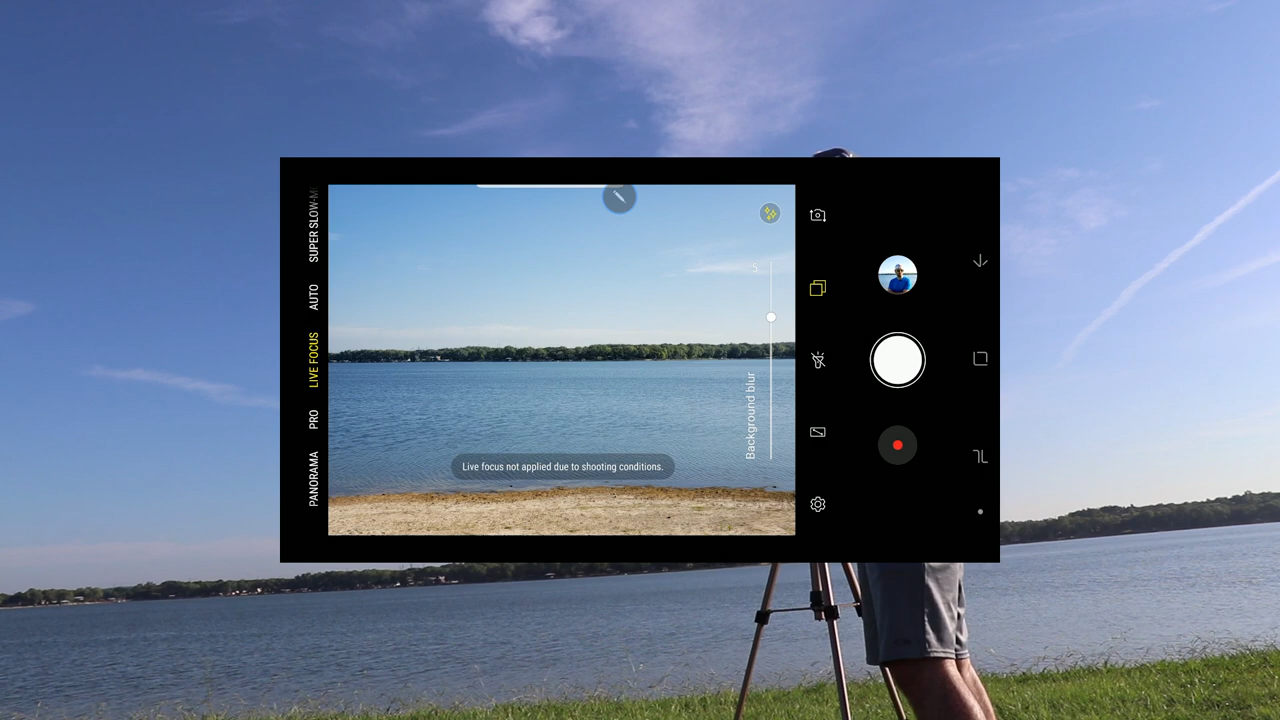 SUPER SLOW-M
AUTO
LIVE FOCUS
PRO
PANORAMA
5
Background blur
Live focus not applied due to shooting conditions.